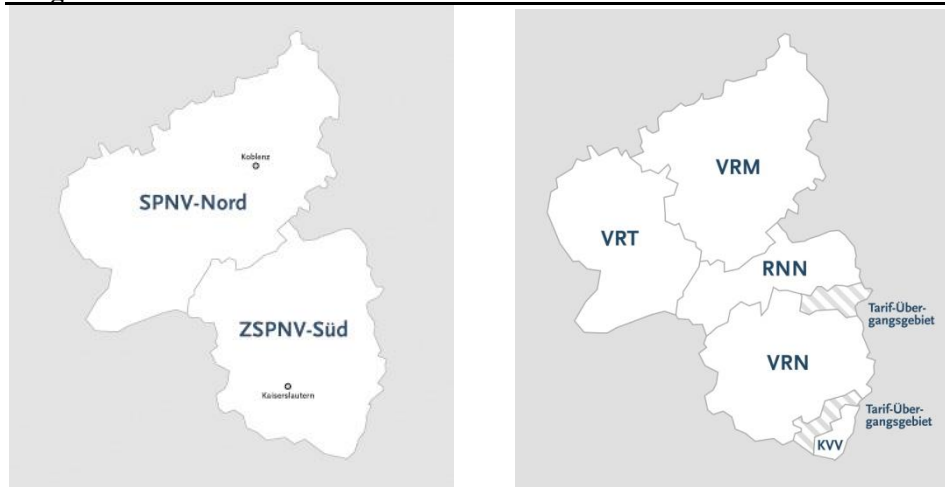 Koblenz
SPNV-Nord
ZSPNV-Süd
Kaiserslautern
VRM
VRT
RNN
Tarif-Über-
gangsgebiet
VRN
Tarif-Über-
gangsgebiet
KVV